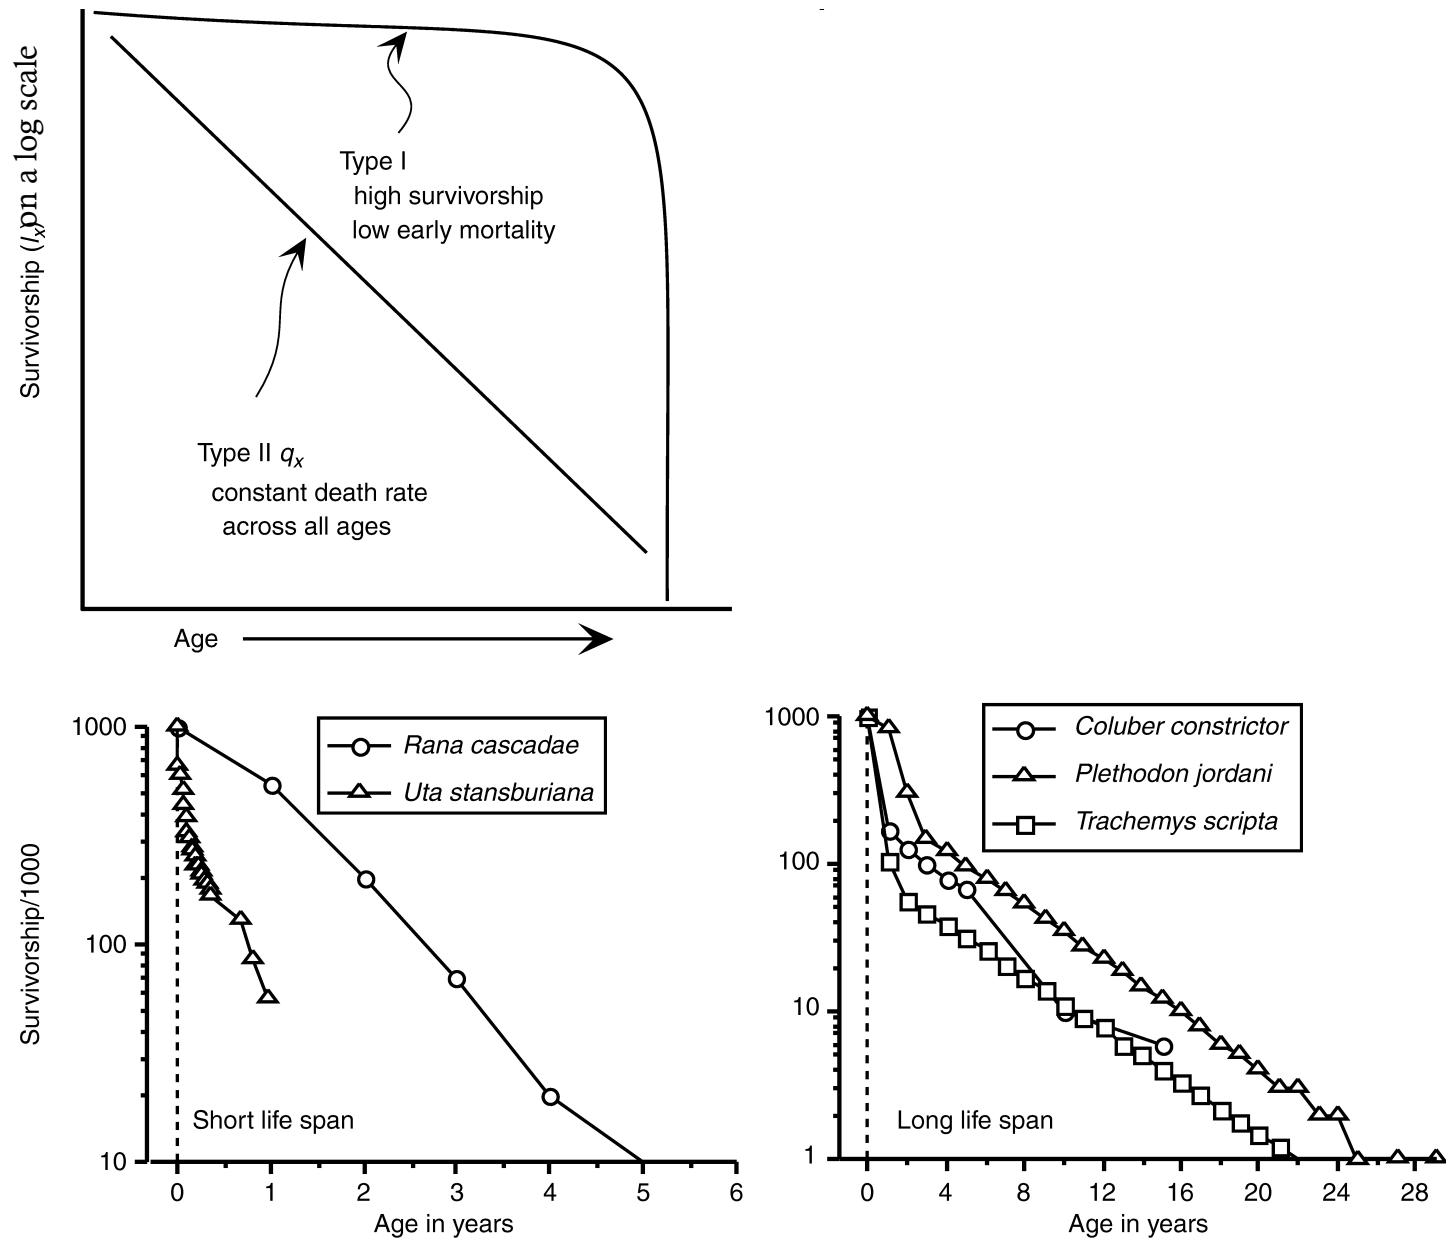 Survivorship (lx)on a log scale
Type I
high survivorship
low early mortality
Type II qx
constant death rate
across all ages
Age
Survivorship/1000
1000
100
10
Rana cascadae
Uta stansburiana
Short life span
0 1 2 3 4 5 6
Age in years
1000
100
10
1
Coluber constrictor
Plethodon jordani
Trachemys scripta
Long life span
0 4 8 12 16 20 24 28
Age in years